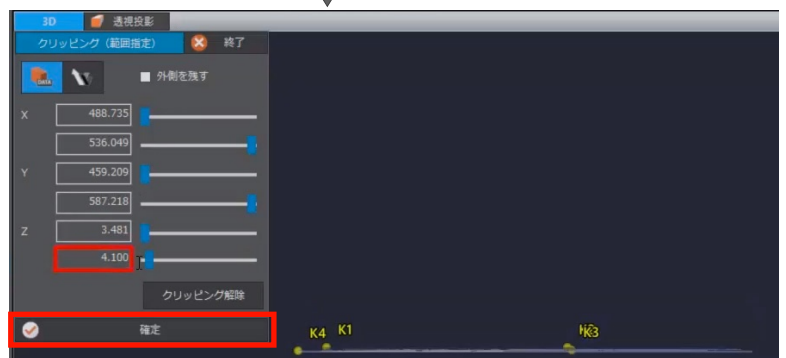 3D 透視投影
クリッピング（範囲指定） 終了
外側を残す
X 488.735
536.049
Y 459.209
587.218
Z 3.481
4.100
クリッピング解除
確定
K4 K1 K3